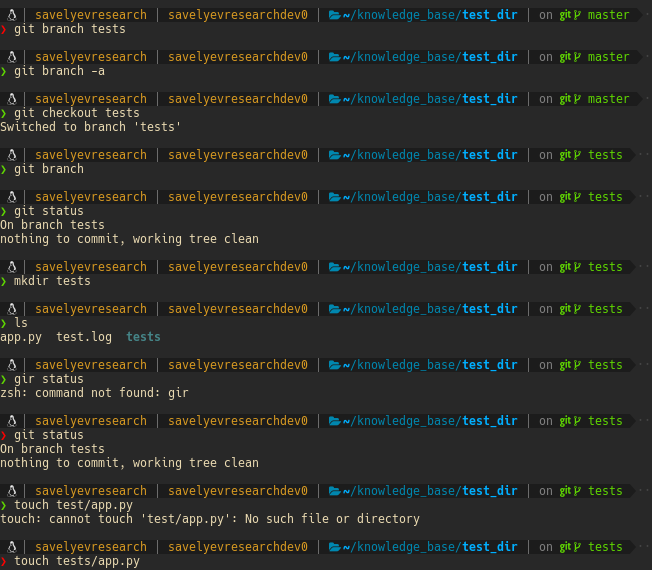 savelyevresearch | savelyevresearchdev0 | ~/knowledge_base/test_dir | on git master
❯ git branch tests
savelyevresearch | savelyevresearchdev0 | ~/knowledge_base/test_dir | on git master
❯ git branch -a
savelyevresearch | savelyevresearchdev0 | ~/knowledge_base/test_dir | on git master
❯ git checkout tests
Switched to branch 'tests'
savelyevresearch | savelyevresearchdev0 | ~/knowledge_base/test_dir | on git tests
❯ git branch
savelyevresearch | savelyevresearchdev0 | ~/knowledge_base/test_dir | on git tests
❯ git status
On branch tests
nothing to commit, working tree clean
savelyevresearch | savelyevresearchdev0 | ~/knowledge_base/test_dir | on git tests
❯ mkdir tests
savelyevresearch | savelyevresearchdev0 | ~/knowledge_base/test_dir | on git tests
❯ ls
app.py  test.log  tests
savelyevresearch | savelyevresearchdev0 | ~/knowledge_base/test_dir | on git tests
❯ gir status
zsh: command not found: gir
savelyevresearch | savelyevresearchdev0 | ~/knowledge_base/test_dir | on git tests
❯ git status
On branch tests
nothing to commit, working tree clean
savelyevresearch | savelyevresearchdev0 | ~/knowledge_base/test_dir | on git tests
❯ touch test/app.py
touch: cannot touch 'test/app.py': No such file or directory
savelyevresearch | savelyevresearchdev0 | ~/knowledge_base/test_dir | on git tests
❯ touch tests/app.py